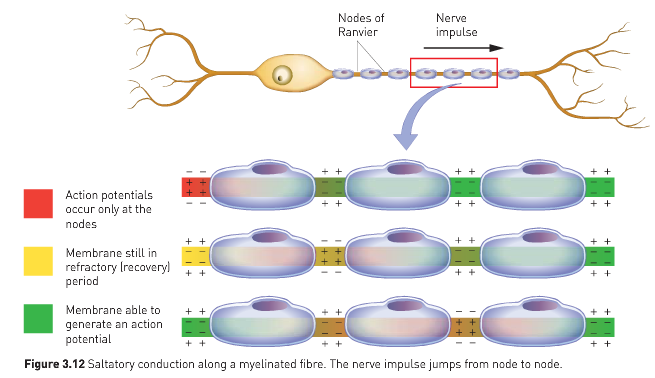 Nodes of
Ranvier
Nerve
impulse
Action potentials
occur only at the
nodes
Membrane still in
refractory (recovery)
period
Membrane able to
generate an action
potential
Figure 3.12 Saltatory conduction along a myelinated fibre. The nerve impulse jumps from node to node.